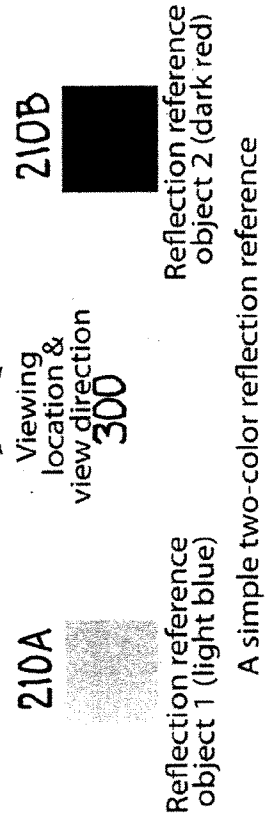 210A
Reflection reference
object 1 (light blue)
Viewing
location &
view direction
300
210B
Reflection reference
object 2 (dark red)
A simple two-color reflection reference